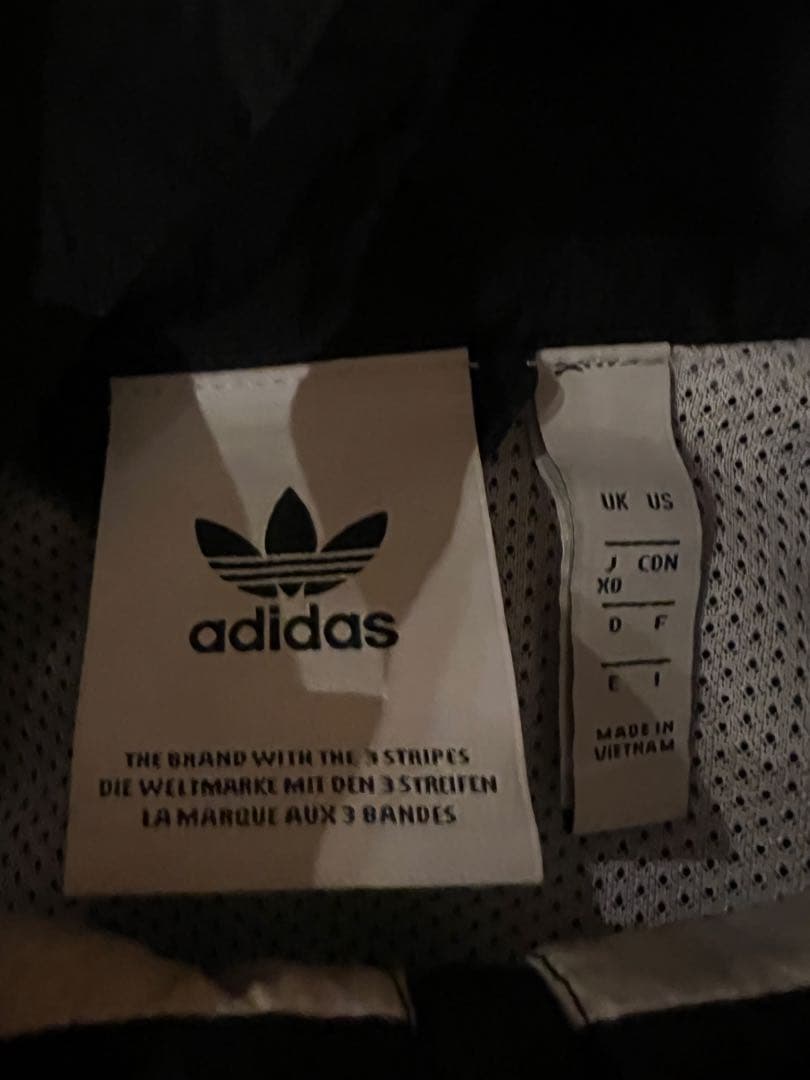 adidas
THE BRAND WITH THE 3 STRIPES
DIE WELTMARKE MIT DEN 3 STREIFEN
LA MARQUE AUX 3 BANDES
UK US
J CDN
XO
D F
E I
MADE IN
VIETNAM